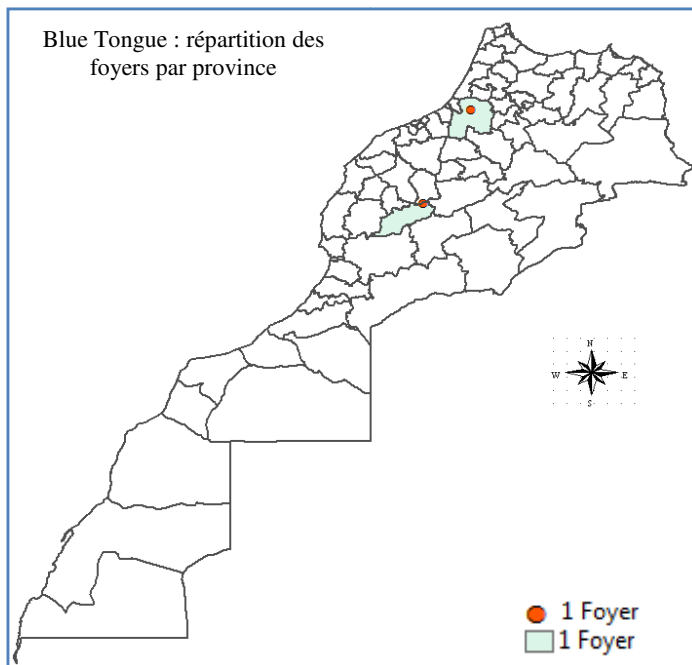 Blue Tongue : répartition des
foyers par province
N
W E
S
1 Foyer
1 Foyer